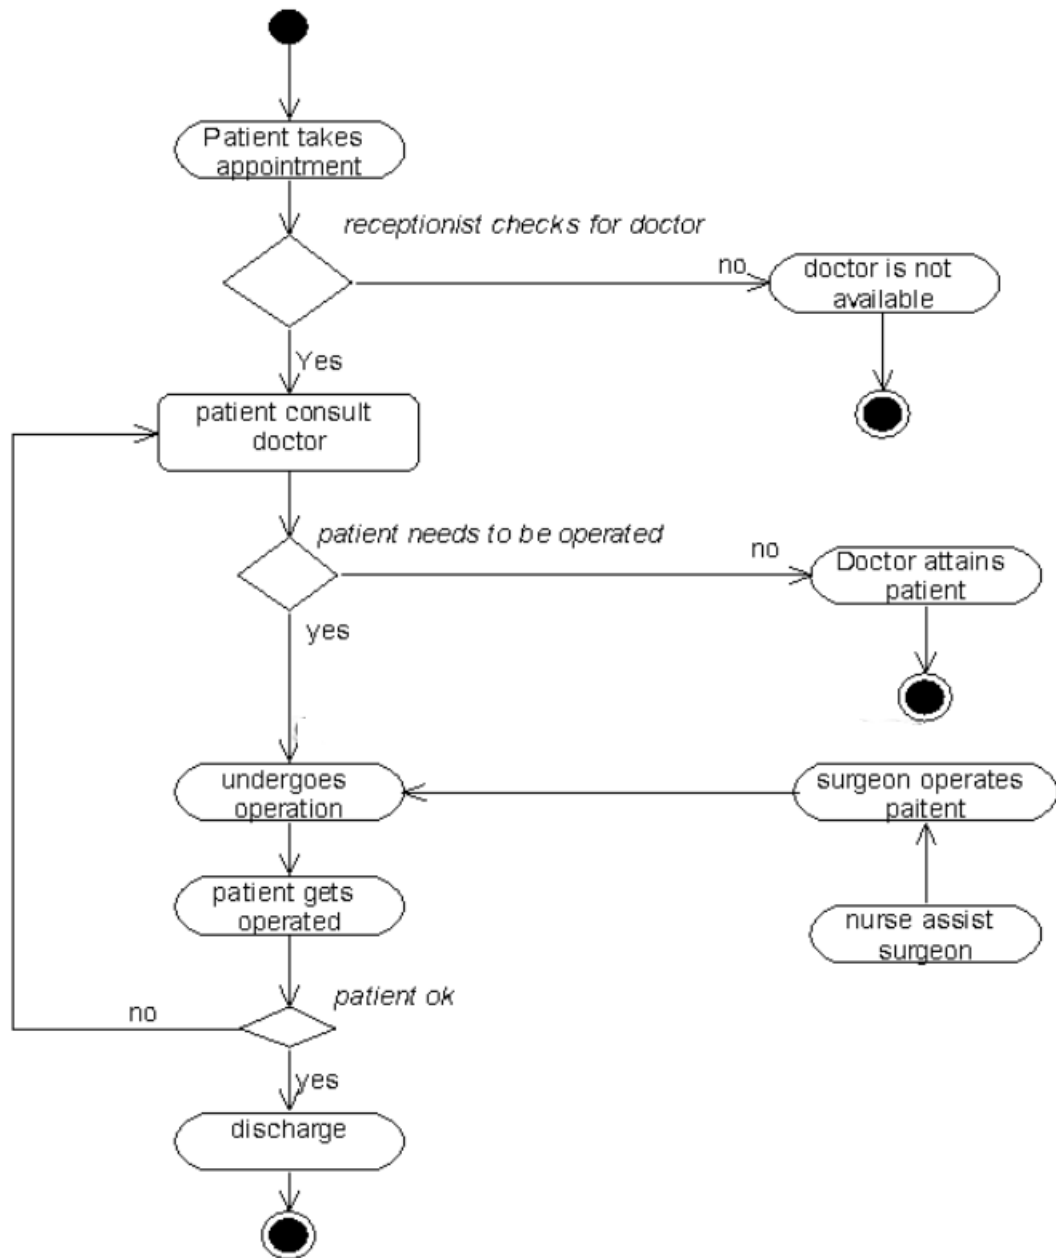 Patient takes
appointment
receptionist checks for doctor
no
doctor is not
available
Yes
patient consult
doctor
patient needs to be operated
no
Doctor attains
patient
yes
undergoes
operation
surgeon operates
paitent
patient gets
operated
nurse assist
surgeon
patient ok
no
yes
discharge